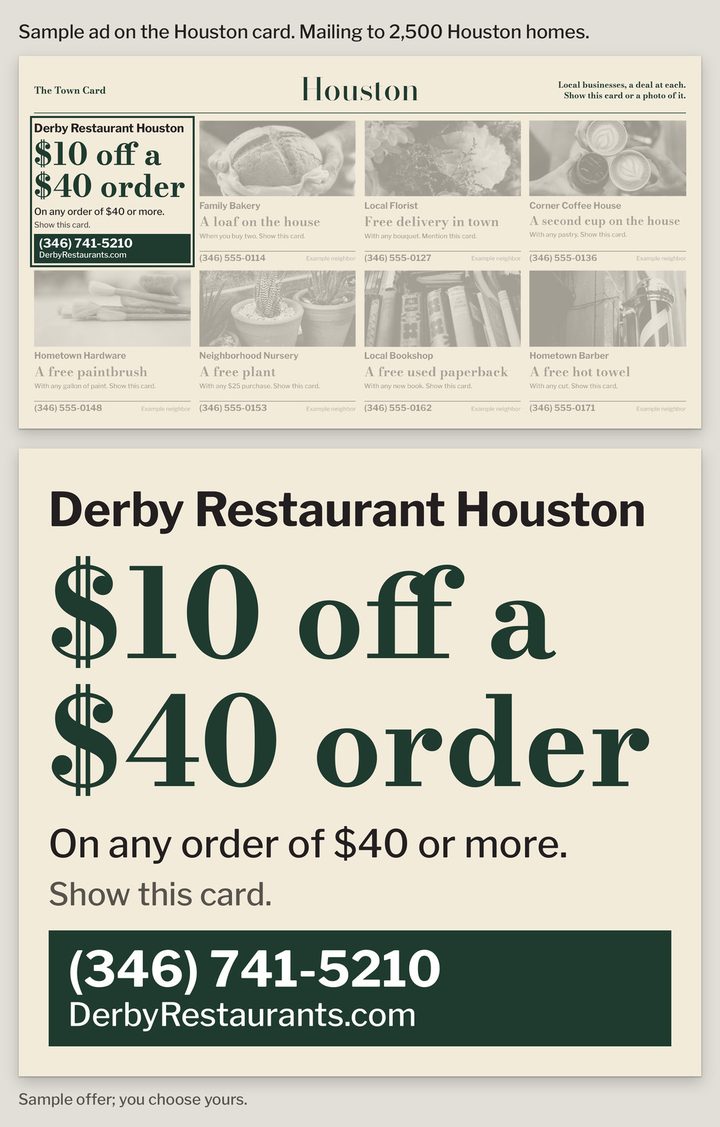 Sample ad on the Houston card. Mailing to 2,500 Houston homes.
The Town Card
Houston
Local businesses, a deal at each.
Show this card or a photo of it.
Derby Restaurant Houston
$10 off a
$40 order
On any order of $40 or more.
Show this card.
(346) 741-5210
DerbyRestaurants.com
Family Bakery
A loaf on the house
When you buy two. Show this card.
(346) 555-0114
Example neighbor
Local Florist
Free delivery in town
With any bouquet. Mention this card.
(346) 555-0127
Example neighbor
Corner Coffee House
A second cup on the house
With any pastry. Show this card.
(346) 555-0136
Example neighbor
Hometown Hardware
A free paintbrush
With any gallon of paint. Show this card.
(346) 555-0148
Example neighbor
Neighborhood Nursery
A free plant
With any $25 purchase. Show this card.
(346) 555-0153
Example neighbor
Local Bookshop
A free used paperback
With any new book. Show this card.
(346) 555-0162
Example neighbor
Hometown Barber
A free hot towel
With any cut. Show this card.
(346) 555-0171
Example neighbor
Derby Restaurant Houston
$10 off a
$40 order
On any order of $40 or more.
Show this card.
(346) 741-5210
DerbyRestaurants.com
Sample offer; you choose yours.